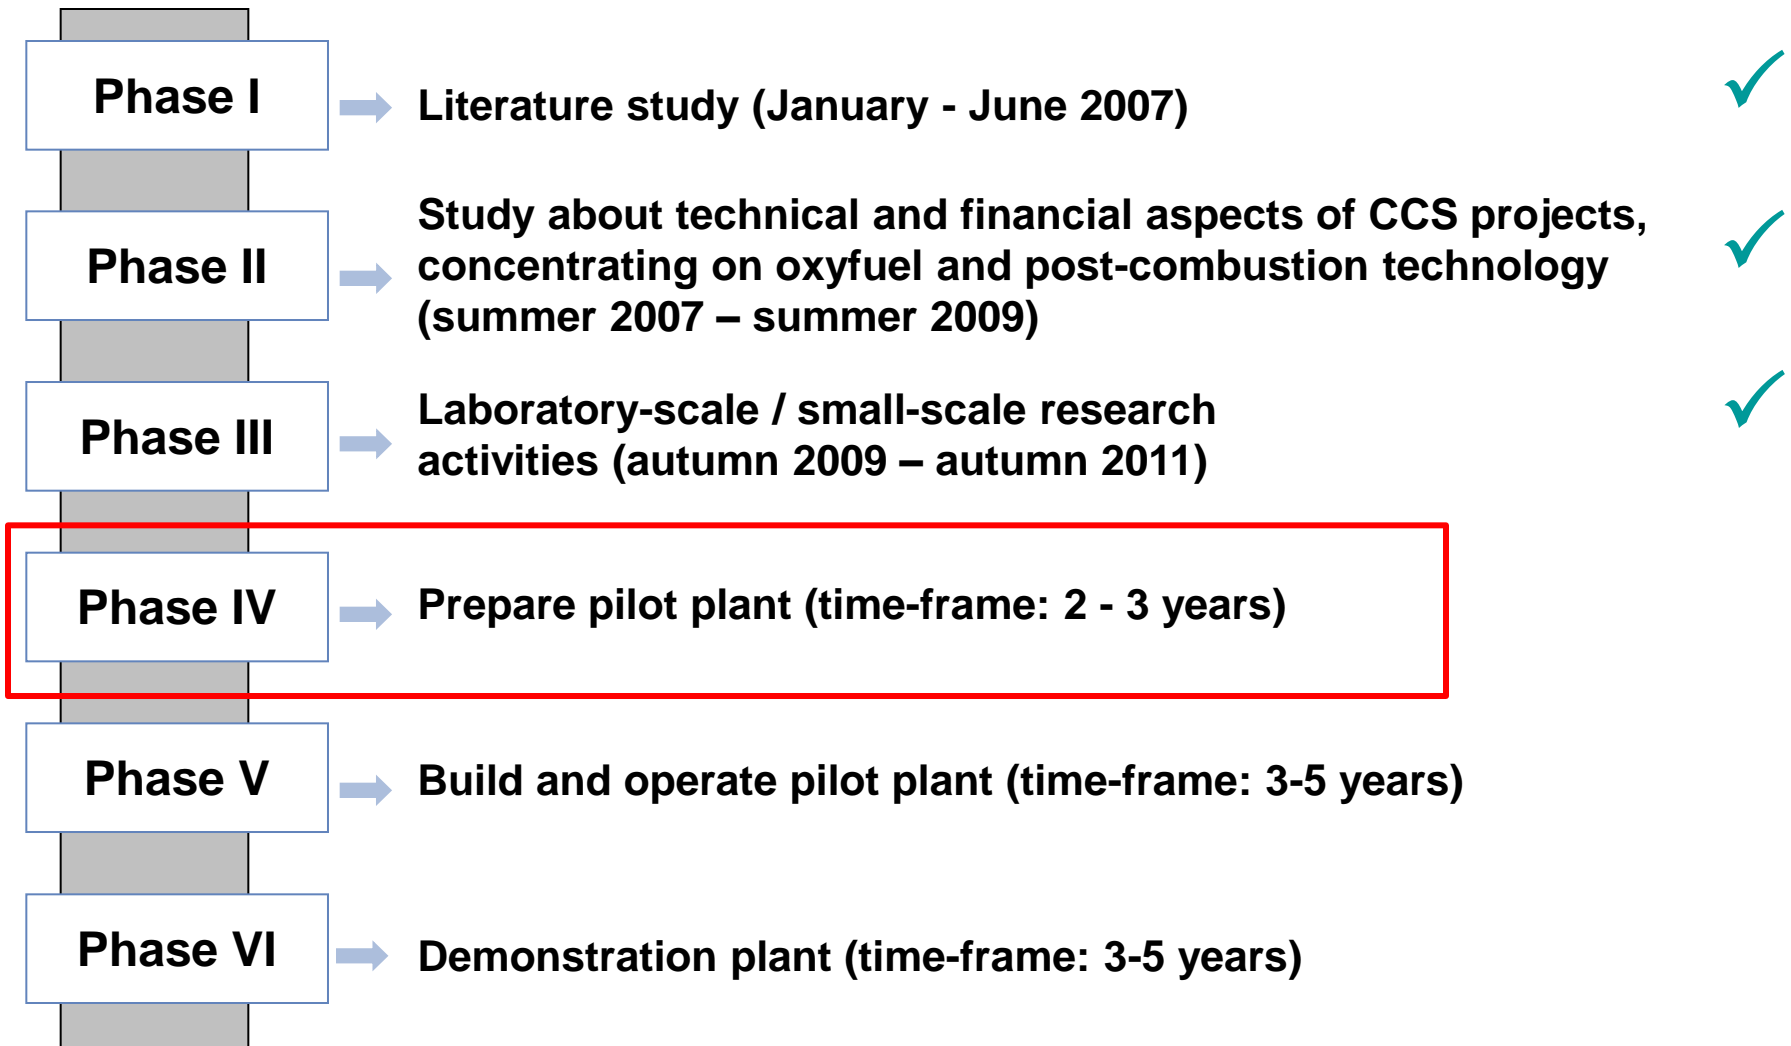 Phase I
Literature study (January - June 2007)
Phase II
Study about technical and financial aspects of CCS projects,
concentrating on oxyfuel and post-combustion technology
(summer 2007 – summer 2009)
Phase III
Laboratory-scale / small-scale research
activities (autumn 2009 – autumn 2011)
Phase IV
Prepare pilot plant (time-frame: 2 - 3 years)
Phase V
Build and operate pilot plant (time-frame: 3-5 years)
Phase VI
Demonstration plant (time-frame: 3-5 years)